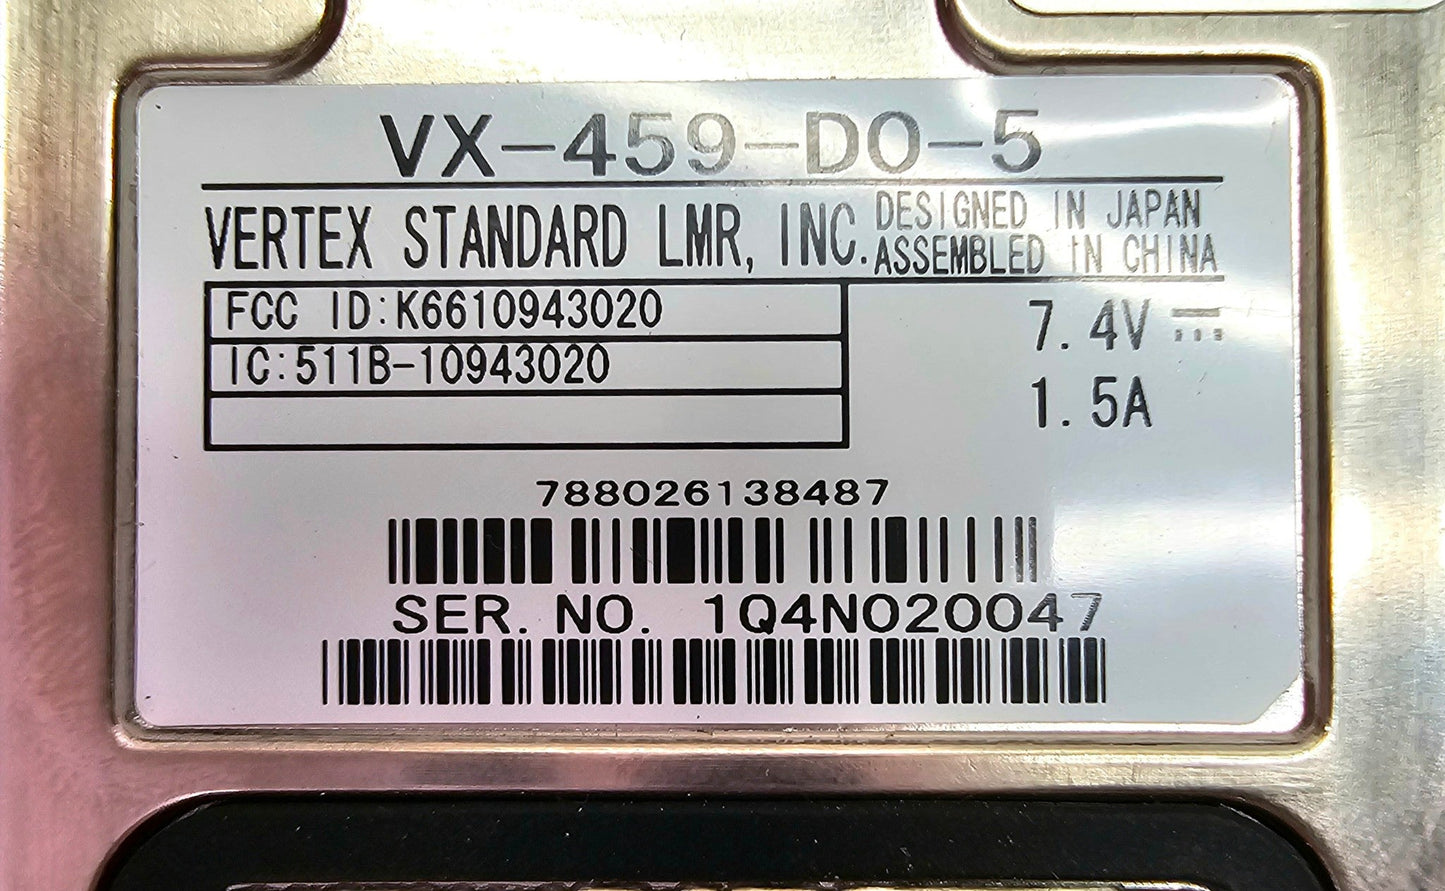 VX-459-D0-5
VERTEX STANDARD LMR, INC.
DESIGNED IN JAPAN
ASSEMBLED IN CHINA
FCC ID:K6610943020
IC:511B-10943020
7.4V ⎓
1.5A
788026138487
SER. NO. 1Q4N020047